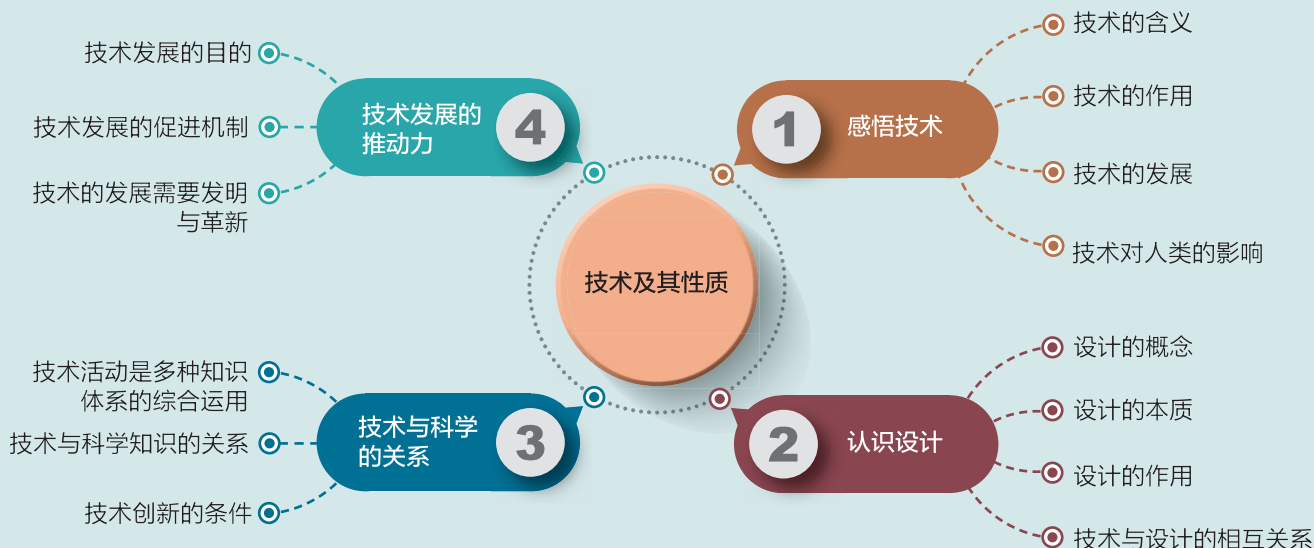 技术及其性质
1
感悟技术
技术的含义
技术的作用
技术的发展
技术对人类的影响
2
认识设计
设计的概念
设计的本质
设计的作用
技术与设计的相互关系
3
技术与科学
的关系
技术活动是多种知识
体系的综合运用
技术与科学知识的关系
技术创新的条件
4
技术发展的
推动力
技术发展的目的
技术发展的促进机制
技术的发展需要发明
与革新